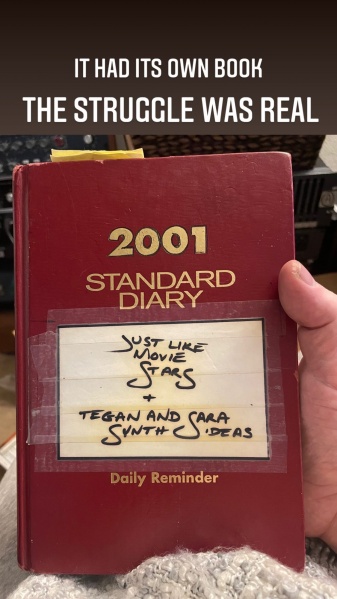 IT HAD ITS OWN BOOK
THE STRUGGLE WAS REAL
2001
STANDARD
DIARY
JUST LIKE
MOVIE
STARS
+
TEGAN AND SARA
SYNTH IDEAS
Daily Reminder